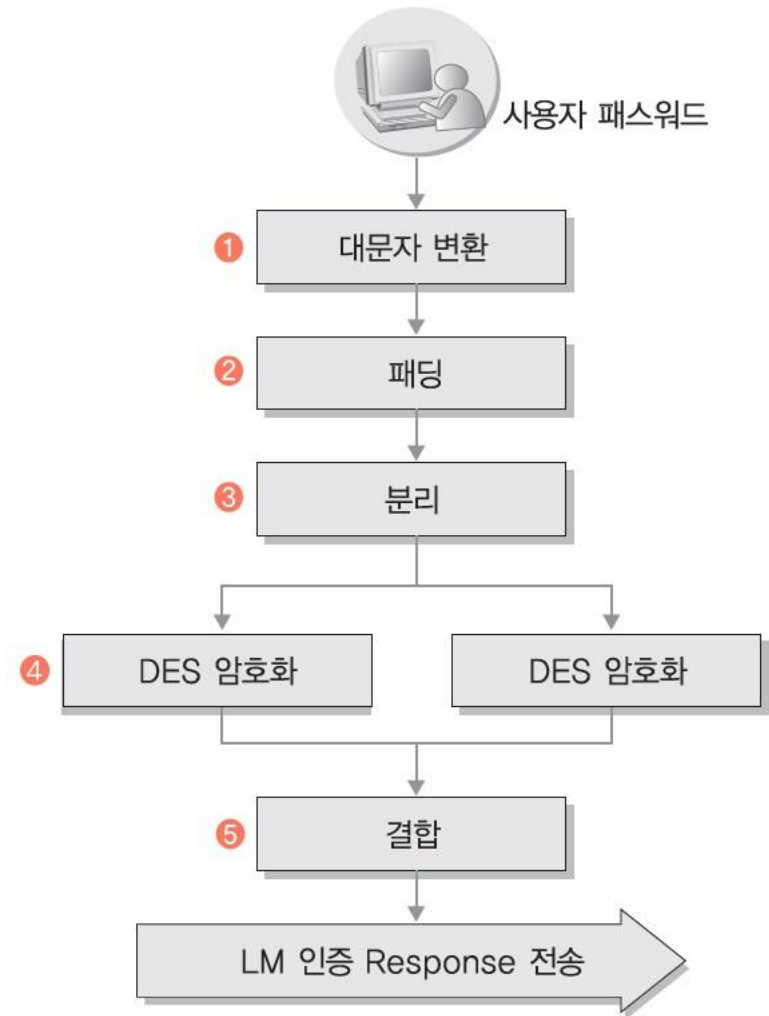 사용자 패스워드
1 대문자 변환
2 패딩
3 분리
4 DES 암호화 DES 암호화
5 결합
LM 인증 Response 전송